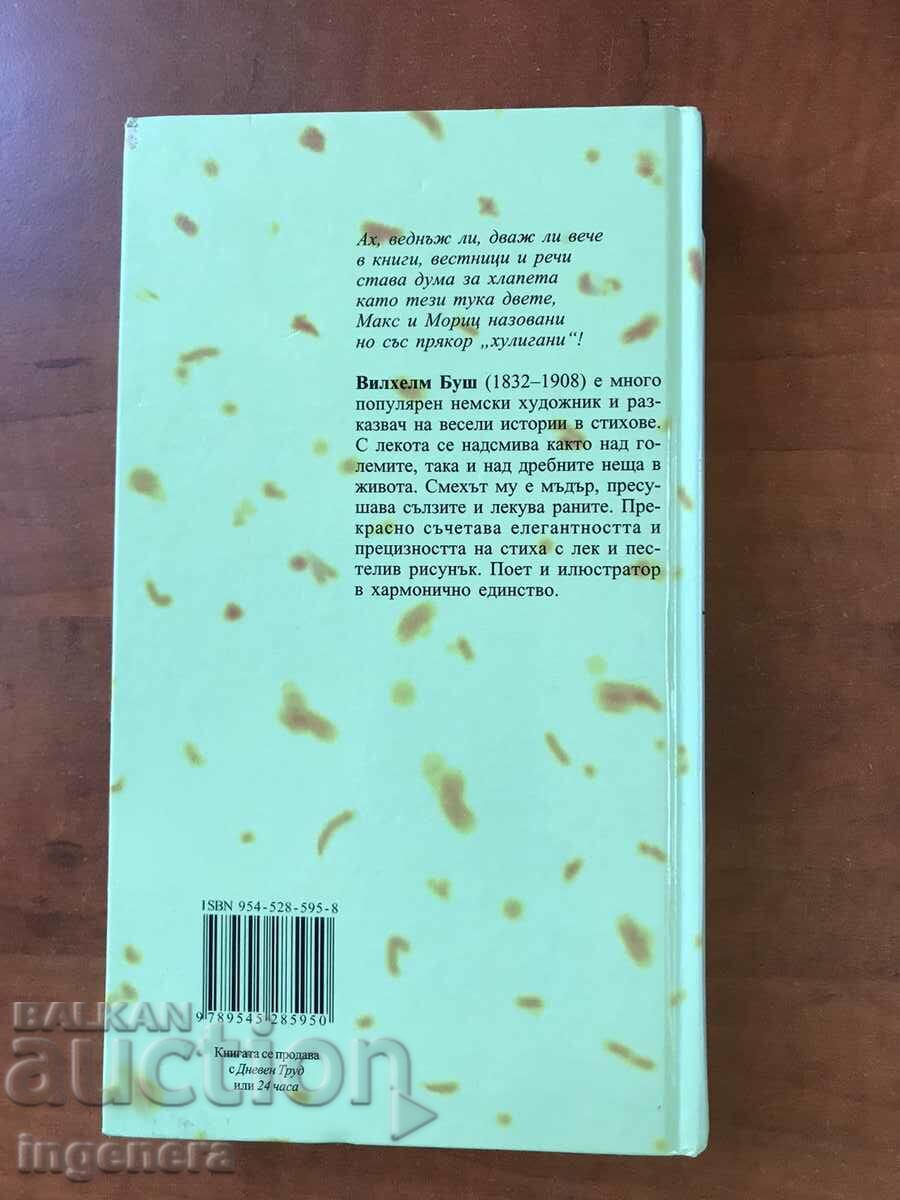 Ах, веднъж ли, дваж ли вече
в книги, вестници и речи
става дума за хлапета
като тези тука двете,
Макс и Мориц назовани
но със прякор „хулигани“!
Вилхелм Буш (1832–1908) е много
популярен немски художник и раз-
казвач на весели истории в стихове.
С лекота се надсмива както над го-
лемите, така и над дребните неща в
живота. Смехът му е мъдър, пресу-
шава сълзите и лекува раните. Пре-
красно съчетава елегантността и
прецизността на стиха с лек и пес-
телив рисунък. Поет и илюстратор
в хармонично единство.
ISBN 954-528-595-8
9 789545 285950
Книгата се продава
с Дневен Труд
или 24 часа
BALKAN
auction
ingenera